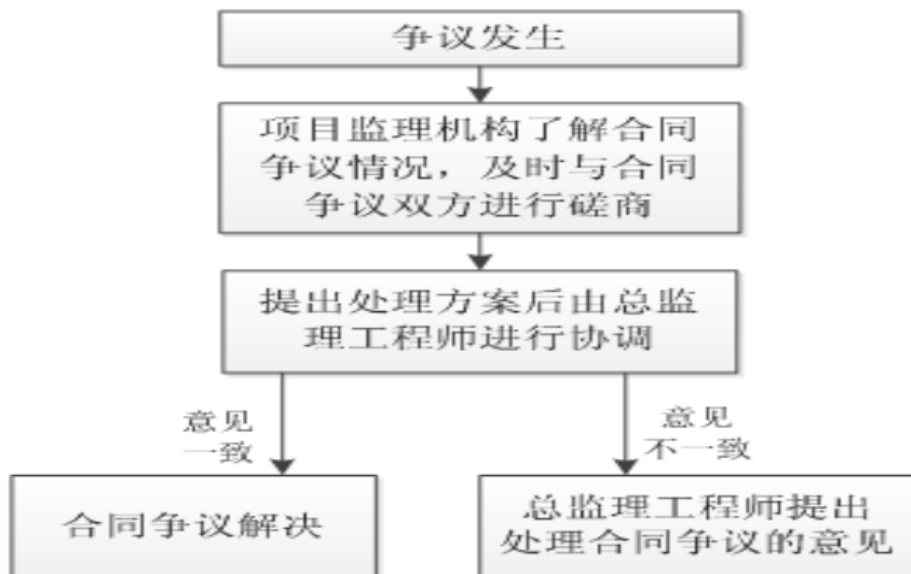 争议发生
项目监理机构了解合同
争议情况，及时与合同
争议双方进行磋商
提出处理方案后由总监
理工程师进行协调
意见
一致
意见
不一致
合同争议解决
总监理工程师提出
处理合同争议的意见